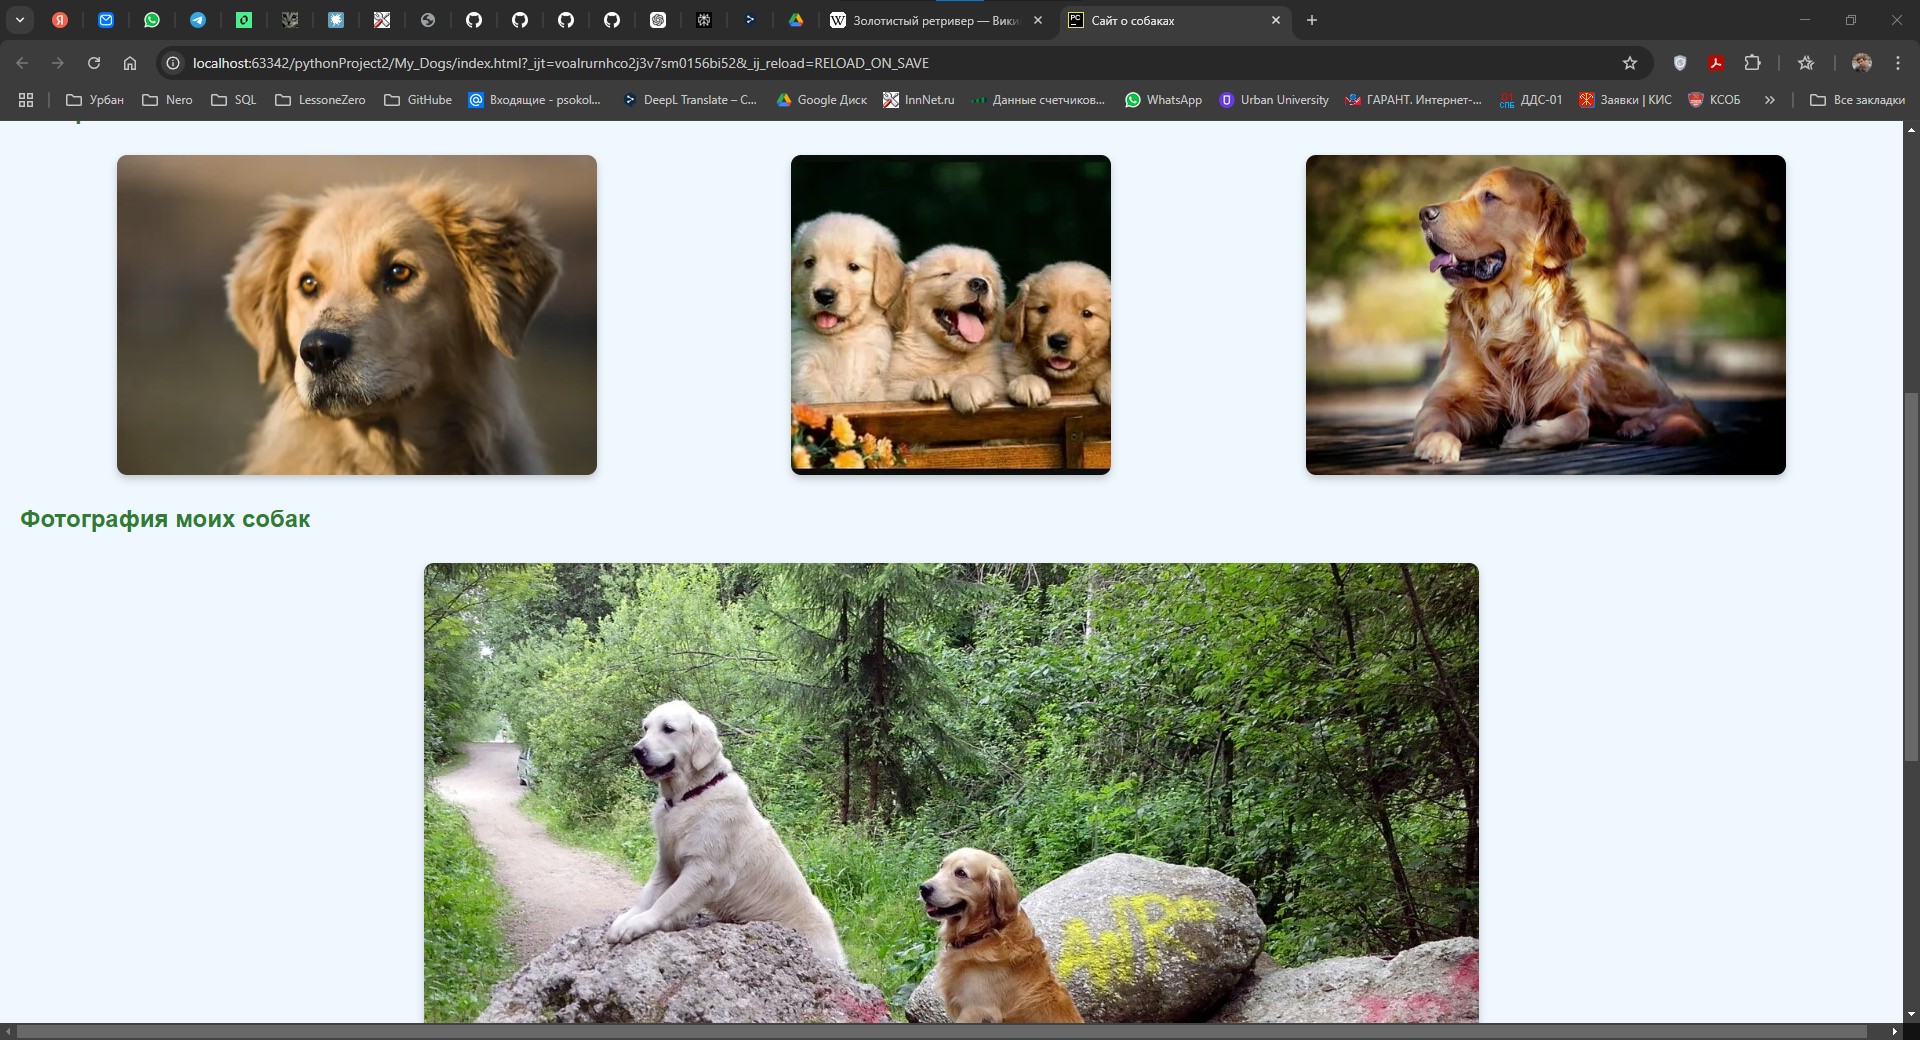 Золотистый ретривер — Вики
Сайт о собаках
localhost:63342/pythonProject2/My_Dogs/index.html?_ijt=voalrurnhco2j3v7sm0156bi52&_ij_reload=RELOAD_ON_SAVE
Урбан Nero SQL LessoneZero GitHube Входящие - psokol... DeepL Translate – С... Google Диск InnNet.ru Данные счетчиков... WhatsApp Urban University ГАРАНТ. Интернет-... ДДС-01 Заявки | КИС КСОБ Все закладки
Фотография моих собак